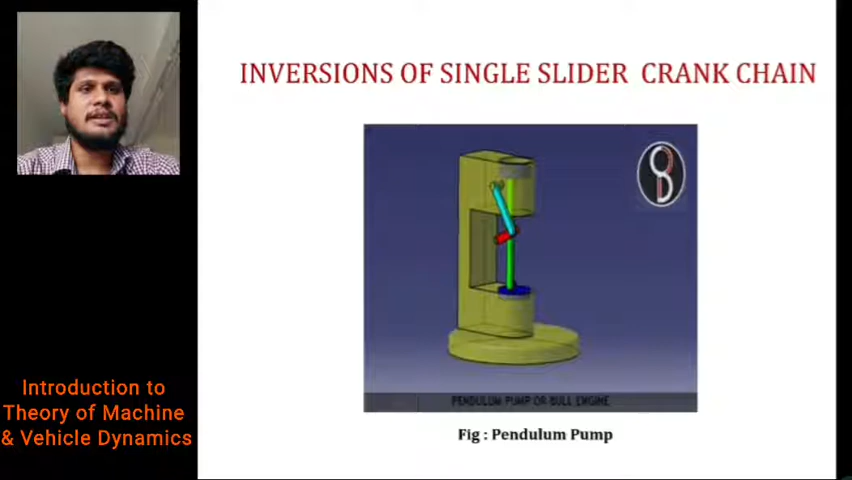 INVERSIONS OF SINGLE SLIDER CRANK CHAIN
PENDULUM PUMP OR BULL ENGINE
Fig : Pendulum Pump
Introduction to
Theory of Machine
& Vehicle Dynamics